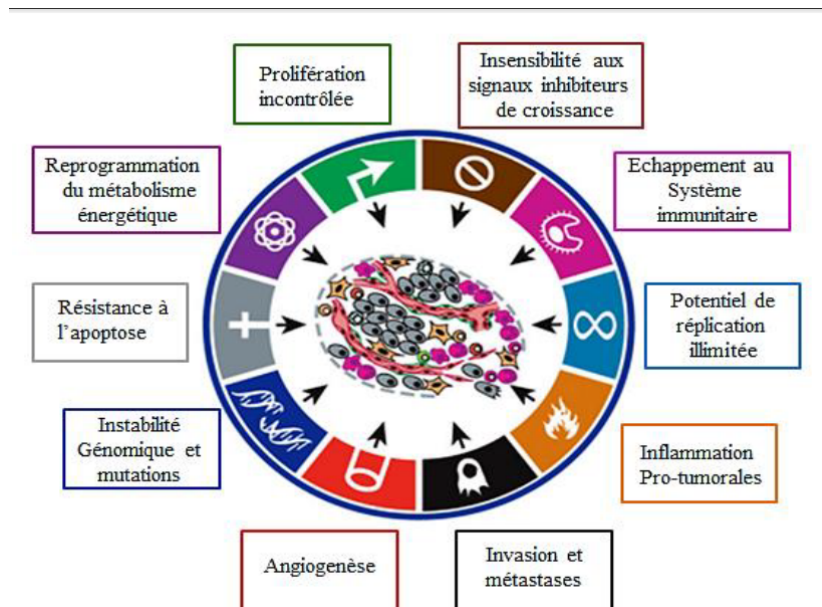 Prolifération
incontrôlée
Insensibilité aux
signaux inhibiteurs
de croissance
Reprogrammation
du métabolisme
énergétique
Echappement au
Système
immunitaire
Résistance à
l'apoptose
Potentiel de
réplication
illimitée
Instabilité
Génomique et
mutations
Inflammation
Pro-tumorales
Angiogenèse
Invasion et
métastases